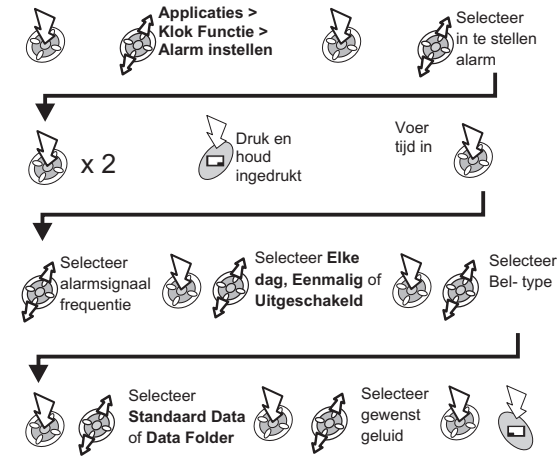 Applicaties >
Klok Functie >
Alarm instellen
Selecteer
in te stellen
alarm
x 2
Druk en
houd
ingedrukt
Voer
tijd in
Selecteer
alarmsignaal
frequentie
Selecteer Elke
dag, Eenmalig of
Uitgeschakeld
Selecteer
Bel- type
Selecteer
Standaard Data
of Data Folder
Selecteer
gewenst
geluid